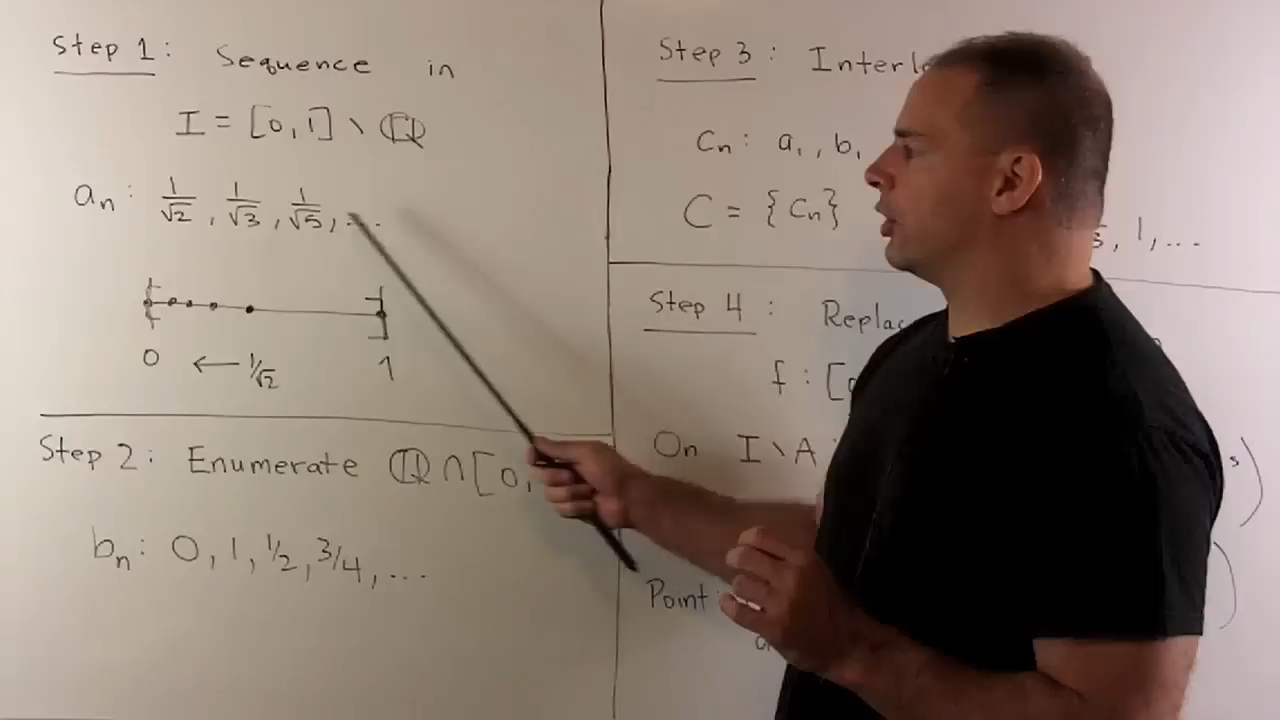 Step 1: Sequence in
I = [0,1] \ ℚ
aₙ: 1/√2, 1/√3, 1/√5, ...
0 ← 1/√2 1
Step 2: Enumerate ℚ ∩ [0,
bₙ: 0, 1, 1/2, 3/4, ...
Step 3:
Cₙ: a₁, b₁
C = {Cₙ}
, 1, ...
Step 4:
f : [
On I \ A
s)
)
Point